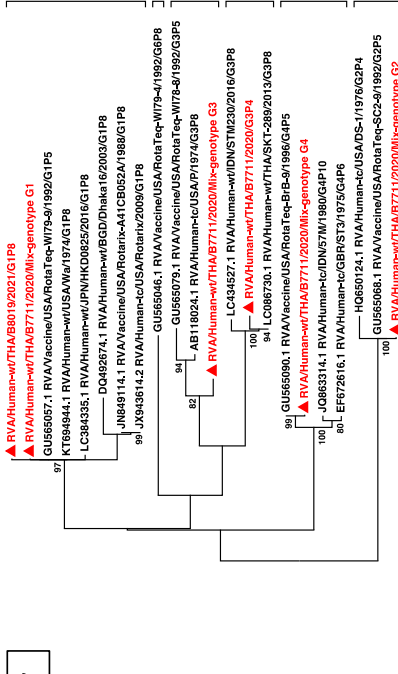 RVA/Human-wt/THA/B8019/2021/G1P8
RVA/Human-wt/THA/B7711/2020/Mix-genotype G1
GU565057.1 RVA/Vaccine/USA/RotaTeq-WI79-9/1992/G1P5
KT694944.1 RVA/Human-wt/USA/Wa/1974/G1P8
LC384335.1 RVA/Human-wt/JPN/HKD0825/2016/G1P8
DQ492674.1 RVA/Human-wt/BGD/Dhaka16/2003/G1P8
JN849114.1 RVA/Vaccine/USA/Rotarix-A41CB052A/1988/G1P8
JX943614.2 RVA/Human-tc/USA/Rotarix/2009/G1P8
GU565046.1 RVA/Vaccine/USA/RotaTeq-WI79-4/1992/G6P8
GU565079.1 RVA/Vaccine/USA/RotaTeq-WI78-8/1992/G3P5
AB118024.1 RVA/Human-tc/USA/P/1974/G3P8
RVA/Human-wt/THA/B7711/2020/Mix-genotype G3
LC434527.1 RVA/Human-wt/IDN/STM230/2016/G3P8
RVA/Human-wt/THA/B7711/2020/G3P4
LC086730.1 RVA/Human-wt/THA/SKT-289/2013/G3P8
GU565090.1 RVA/Vaccine/USA/RotaTeq-BrB-9/1996/G4P5
RVA/Human-wt/THA/B7711/2020/Mix-genotype G4
JQ863314.1 RVA/Human-tc/IDN/57M/1980/G4P10
EF672616.1 RVA/Human-tc/GBR/ST3/1975/G4P6
HQ650124.1 RVA/Human-tc/USA/DS-1/1976/G2P4
GU565068.1 RVA/Vaccine/USA/RotaTeq-SC2-9/1992/G2P5
RVA/Human-wt/THA/B7711/2020/Mix-genotype G2
97
99
94
82
100
94
99
100
80
100